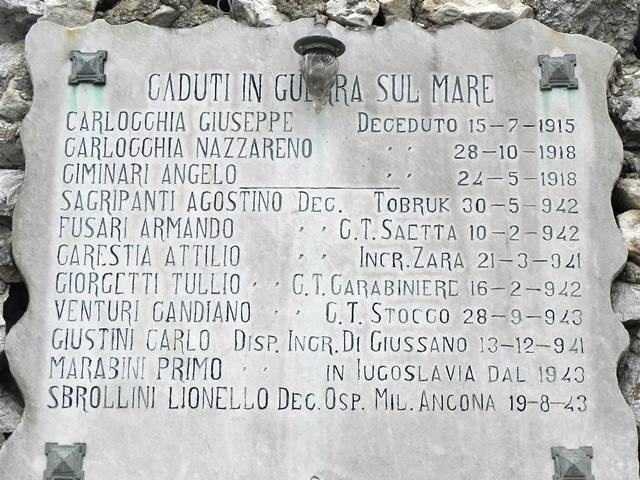 CADUTI IN GUERRA SUL MARE
CARLOCCHIA GIUSEPPE DECEDUTO 15-7-1915
CARLOCCHIA NAZZARENO '' 28-10-1918
CIMINARI ANGELO '' 24-5-1918
SAGRIPANTI AGOSTINO DEC. TOBRUK 30-5-942
FUSARI ARMANDO '' C.T. SAETTA 10-2-942
CARESTIA ATTILIO '' INCR. ZARA 21-3-941
GIORGETTI TULLIO '' C.T. CARABINIERE 16-2-942
VENTURI CANDIANO '' C.T. STOCCO 28-9-943
GIUSTINI CARLO DISP. INCR. DI GIUSSANO 13-12-941
MARABINI PRIMO '' IN IUGOSLAVIA DAL 1943
SBROLLINI LIONELLO DEC. OSP. MIL. ANCONA 19-8-43